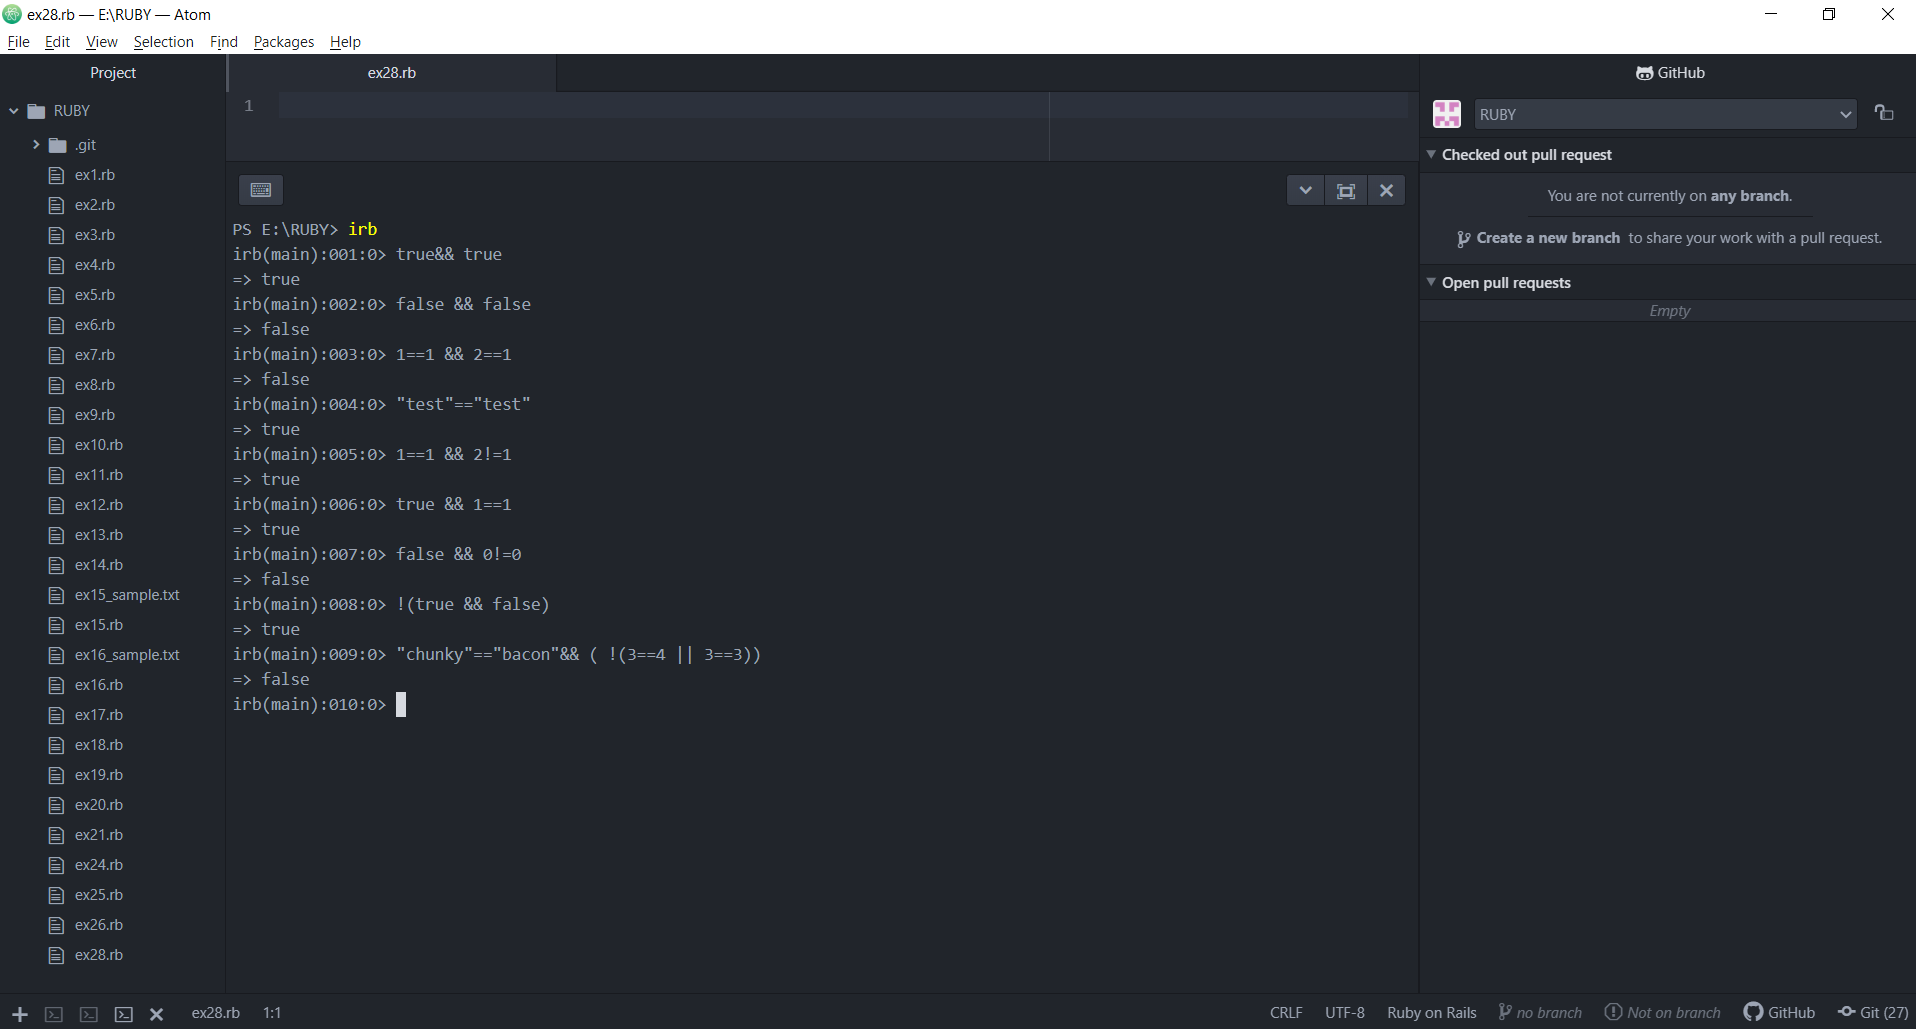 ex28.rb — E:\RUBY — Atom
File Edit View Selection Find Packages Help
Project
RUBY
.git
ex1.rb
ex2.rb
ex3.rb
ex4.rb
ex5.rb
ex6.rb
ex7.rb
ex8.rb
ex9.rb
ex10.rb
ex11.rb
ex12.rb
ex13.rb
ex14.rb
ex15_sample.txt
ex15.rb
ex16_sample.txt
ex16.rb
ex17.rb
ex18.rb
ex19.rb
ex20.rb
ex21.rb
ex24.rb
ex25.rb
ex26.rb
ex28.rb
ex28.rb
1
PS E:\RUBY> irb
irb(main):001:0> true&& true
=> true
irb(main):002:0> false && false
=> false
irb(main):003:0> 1==1 && 2==1
=> false
irb(main):004:0> "test"=="test"
=> true
irb(main):005:0> 1==1 && 2!=1
=> true
irb(main):006:0> true && 1==1
=> true
irb(main):007:0> false && 0!=0
=> false
irb(main):008:0> !(true && false)
=> true
irb(main):009:0> "chunky"=="bacon"&& ( !(3==4 || 3==3))
=> false
irb(main):010:0>
GitHub
RUBY
Checked out pull request
You are not currently on any branch.
Create a new branch to share your work with a pull request.
Open pull requests
Empty
ex28.rb 1:1 CRLF UTF-8 Ruby on Rails no branch Not on branch GitHub Git (27)